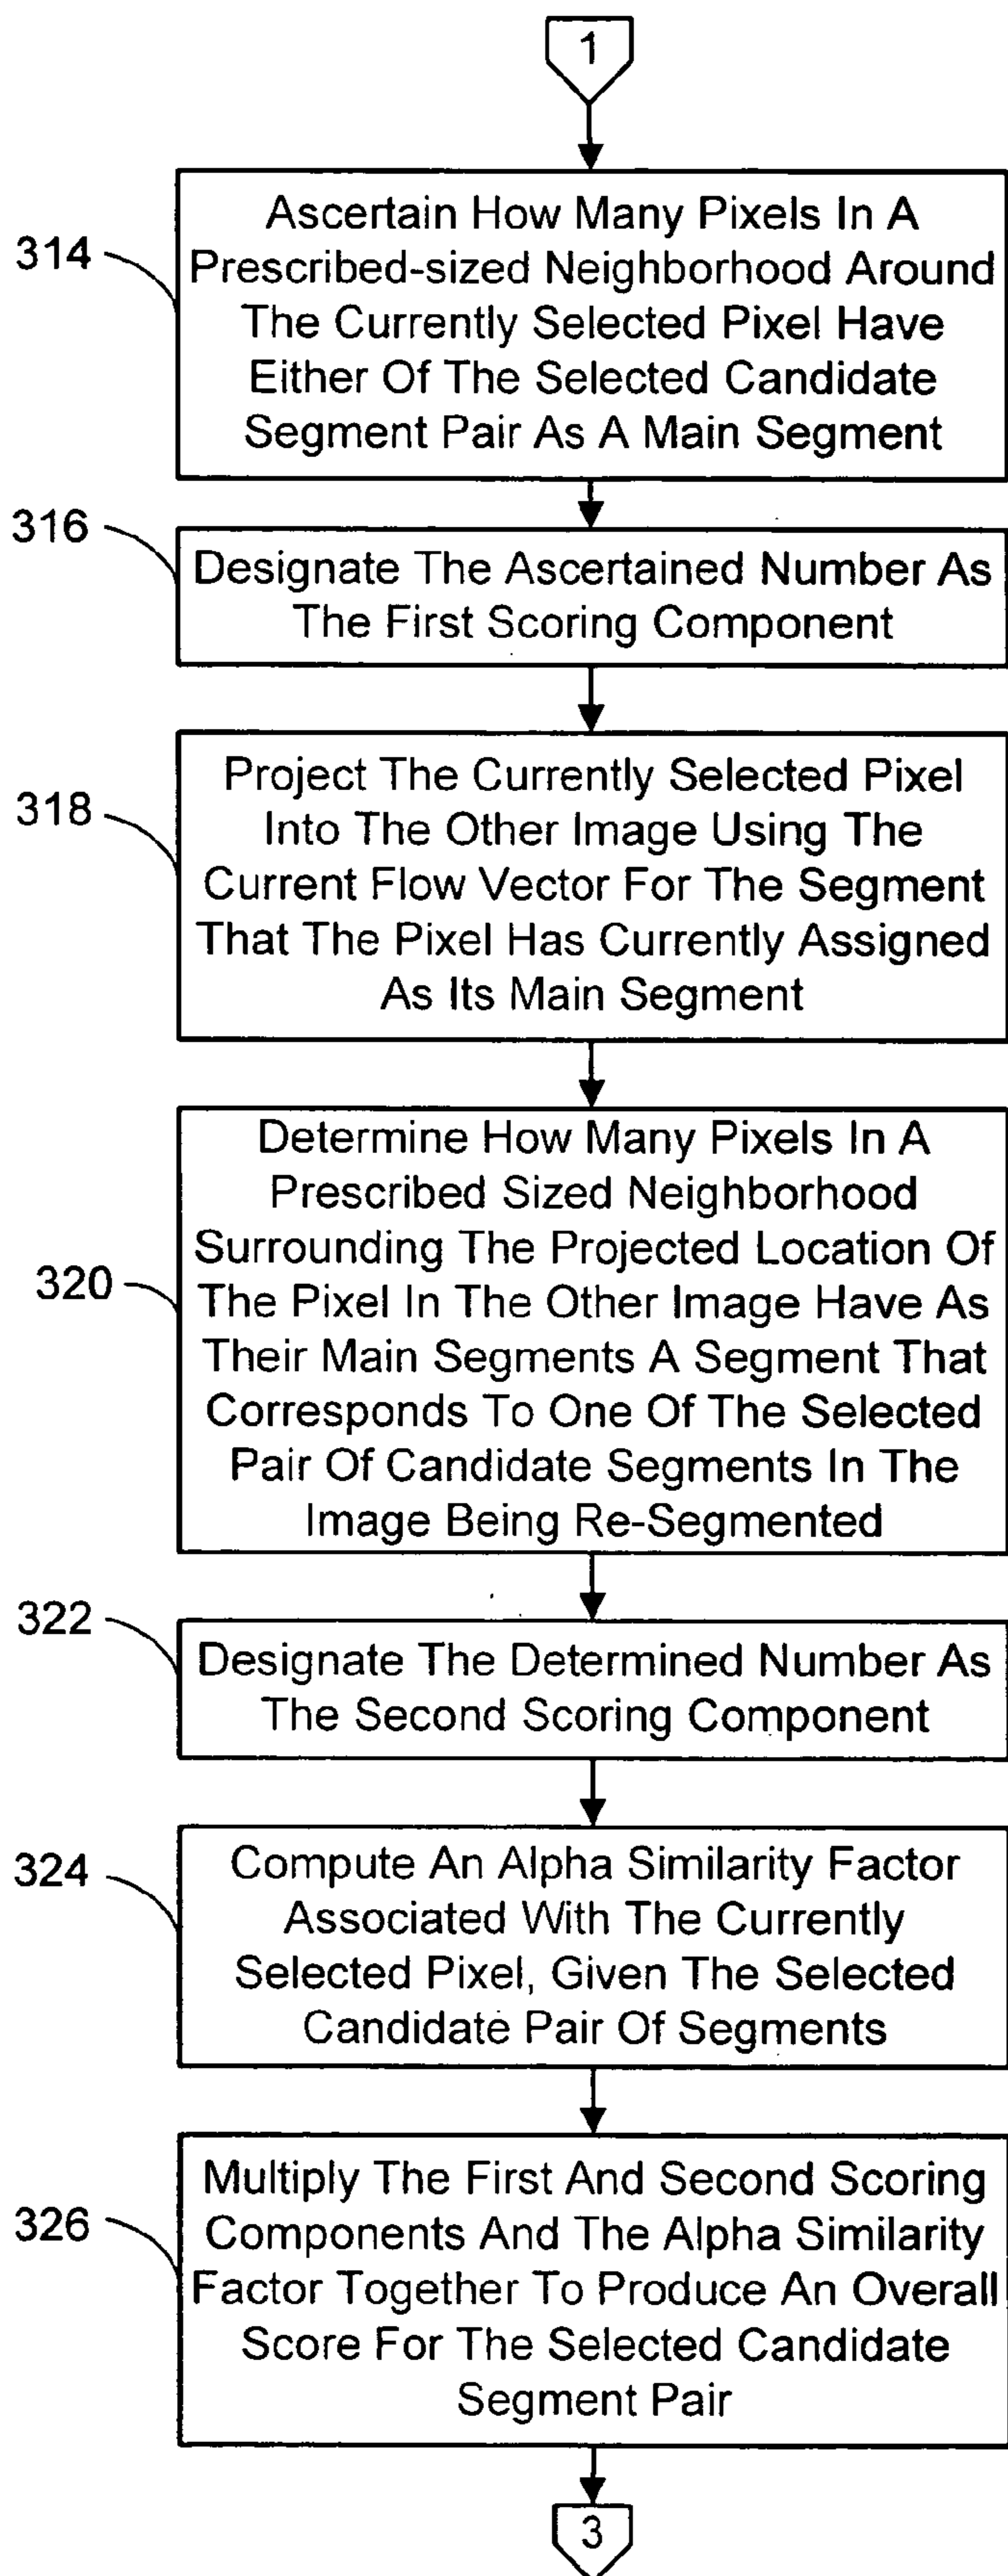 1
314
Ascertain How Many Pixels In A
Prescribed-sized Neighborhood Around
The Currently Selected Pixel Have
Either Of The Selected Candidate
Segment Pair As A Main Segment
316
Designate The Ascertained Number As
The First Scoring Component
318
Project The Currently Selected Pixel
Into The Other Image Using The
Current Flow Vector For The Segment
That The Pixel Has Currently Assigned
As Its Main Segment
320
Determine How Many Pixels In A
Prescribed Sized Neighborhood
Surrounding The Projected Location Of
The Pixel In The Other Image Have As
Their Main Segments A Segment That
Corresponds To One Of The Selected
Pair Of Candidate Segments In The
Image Being Re-Segmented
322
Designate The Determined Number As
The Second Scoring Component
324
Compute An Alpha Similarity Factor
Associated With The Currently
Selected Pixel, Given The Selected
Candidate Pair Of Segments
326
Multiply The First And Second Scoring
Components And The Alpha Similarity
Factor Together To Produce An Overall
Score For The Selected Candidate
Segment Pair
3